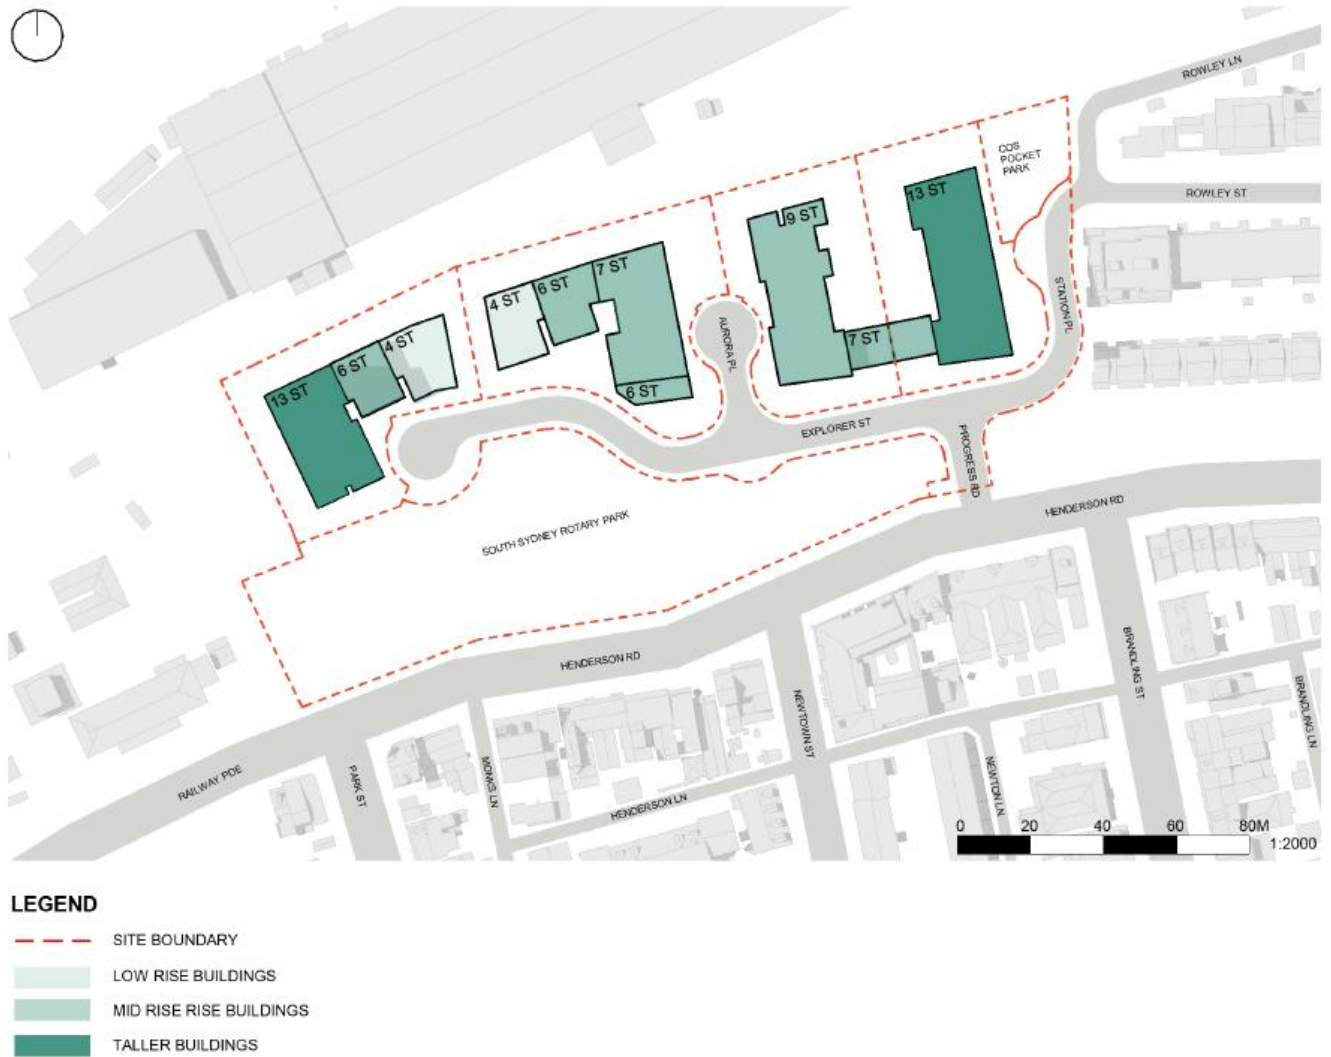 ROWLEY LN
COS
POCKET
PARK
ROWLEY ST
13 ST
9 ST
7 ST
6 ST
4 ST
STATION PL
AURORA PL
7 ST
4 ST
6 ST
13 ST
6 ST
EXPLORER ST
PROGRESS RD
HENDERSON RD
SOUTH SYDNEY ROTARY PARK
HENDERSON RD
BRANDLING ST
BRANDLING LN
NEWTOWN ST
NEWTON LN
MONKS LN
PARK ST
RAILWAY PDE
HENDERSON LN
0 20 40 60 80M
1:2000
LEGEND
SITE BOUNDARY
LOW RISE BUILDINGS
MID RISE RISE BUILDINGS
TALLER BUILDINGS